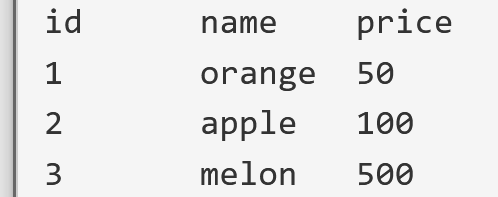 id name price
1 orange 50
2 apple 100
3 melon 500